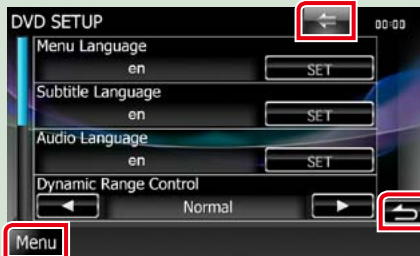 DVD SETUP 00:00
Menu Language
en SET
Subtitle Language
en SET
Audio Language
en SET
Dynamic Range Control
Normal
Menu